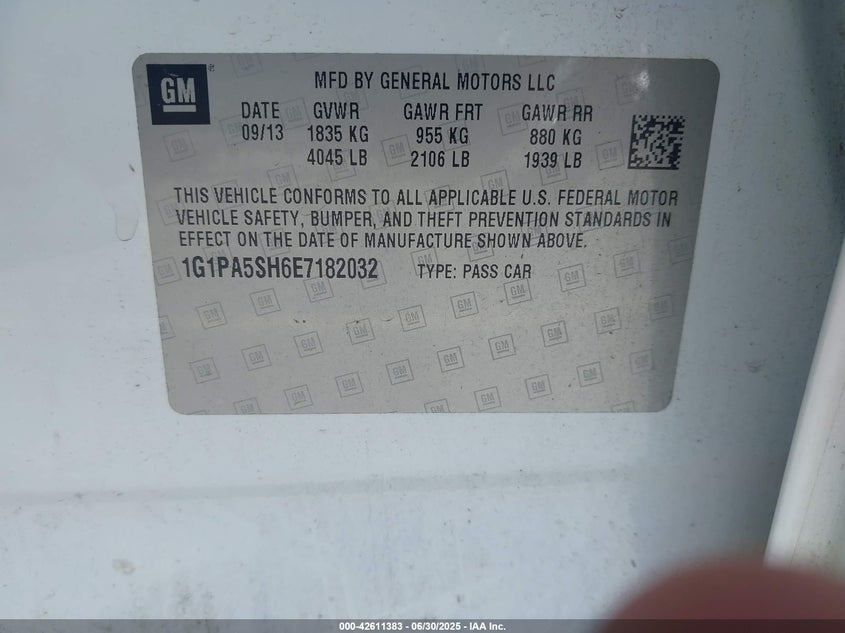 GM
MFD BY GENERAL MOTORS LLC
DATE GVWR GAWR FRT GAWR RR
09/13 1835 KG 955 KG 880 KG
4045 LB 2106 LB 1939 LB
THIS VEHICLE CONFORMS TO ALL APPLICABLE U.S. FEDERAL MOTOR
VEHICLE SAFETY, BUMPER, AND THEFT PREVENTION STANDARDS IN
EFFECT ON THE DATE OF MANUFACTURE SHOWN ABOVE.
1G1PA5SH6E7182032 TYPE: PASS CAR
000-42611383 - 06/30/2025 - IAA Inc.